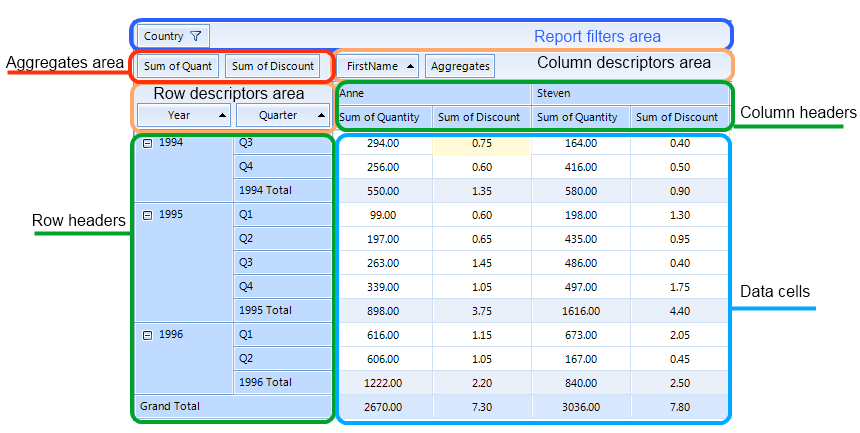 Country Report filters area
Aggregates area Sum of Quant Sum of Discount FirstName Aggregates Column descriptors area
Row descriptors area Anne Steven
Column headers
Year Quarter Sum of Quantity Sum of Discount Sum of Quantity Sum of Discount
1994 Q3 294.00 0.75 164.00 0.40
Q4 256.00 0.60 416.00 0.50
1994 Total 550.00 1.35 580.00 0.90
Row headers
1995 Q1 99.00 0.60 198.00 1.30
Q2 197.00 0.65 435.00 0.95
Q3 263.00 1.45 486.00 0.40
Q4 339.00 1.05 497.00 1.75
Data cells
1995 Total 898.00 3.75 1616.00 4.40
1996 Q1 616.00 1.15 673.00 2.05
Q2 606.00 1.05 167.00 0.45
1996 Total 1222.00 2.20 840.00 2.50
Grand Total 2670.00 7.30 3036.00 7.80